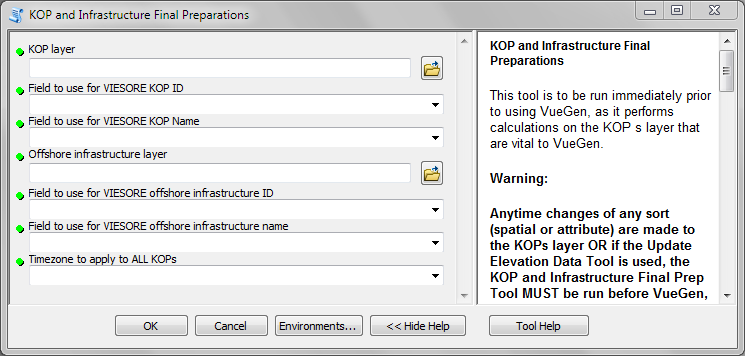 KOP and Infrastructure Final Preparations
KOP layer
Field to use for VIESORE KOP ID
Field to use for VIESORE KOP Name
Offshore infrastructure layer
Field to use for VIESORE offshore infrastructure ID
Field to use for VIESORE offshore infrastructure name
Timezone to apply to ALL KOPs
KOP and Infrastructure Final
Preparations
This tool is to be run immediately prior
to using VueGen, as it performs
calculations on the KOP s layer that
are vital to VueGen.
Warning:
Anytime changes of any sort
(spatial or attribute) are made to
the KOPs layer OR if the Update
Elevation Data Tool is used, the
KOP and Infrastructure Final Prep
Tool MUST be run before VueGen,
OK
Cancel
Environments...
<< Hide Help
Tool Help